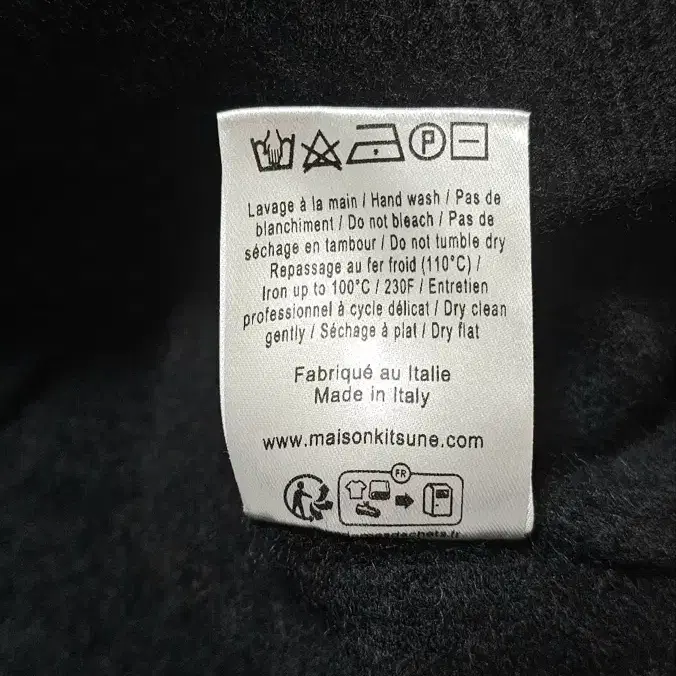 P
Lavage à la main / Hand wash / Pas de
blanchiment / Do not bleach / Pas de
séchage en tambour / Do not tumble dry
Repassage au fer froid (110°C) /
Iron up to 100°C / 230F / Entretien
professionnel à cycle délicat / Dry clean
gently / Séchage à plat / Dry flat
Fabriqué au Italie
Made in Italy
www.maisonkitsune.com
FR